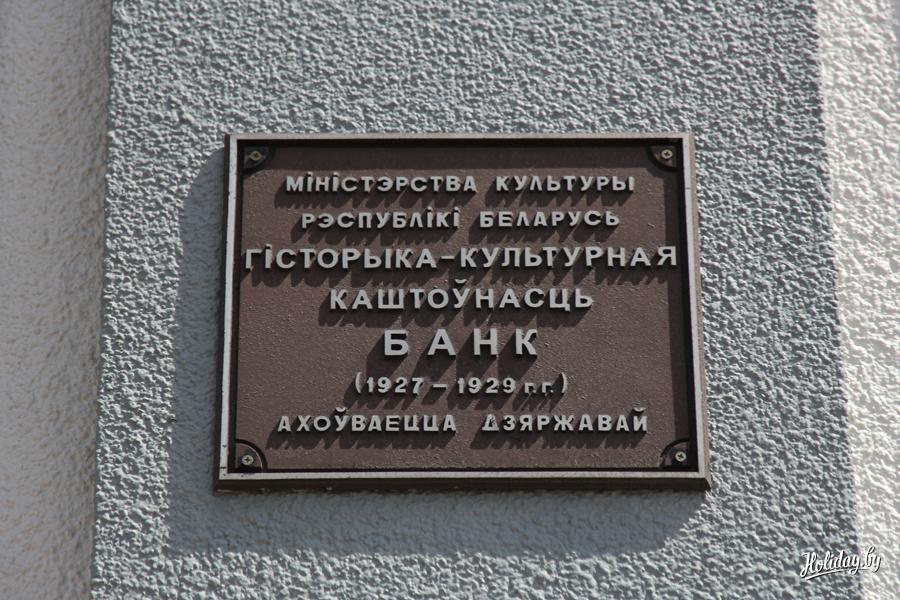 МІНІСТЭРСТВА КУЛЬТУРЫ
РЭСПУБЛІКІ БЕЛАРУСЬ
ГІСТОРЫКА-КУЛЬТУРНАЯ
КАШТОЎНАСЦЬ
БАНК
(1927 – 1929 г.г.)
АХОЎВАЕЦЦА ДЗЯРЖАВАЙ
Holiday.by